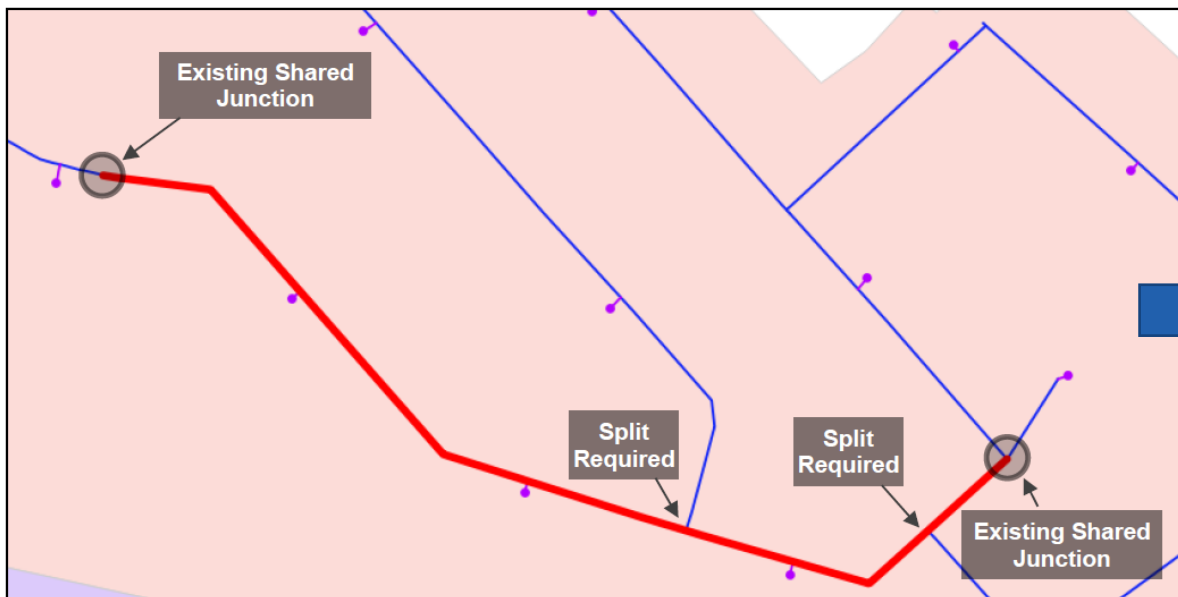 Existing Shared
Junction
Split
Required
Split
Required
Existing Shared
Junction